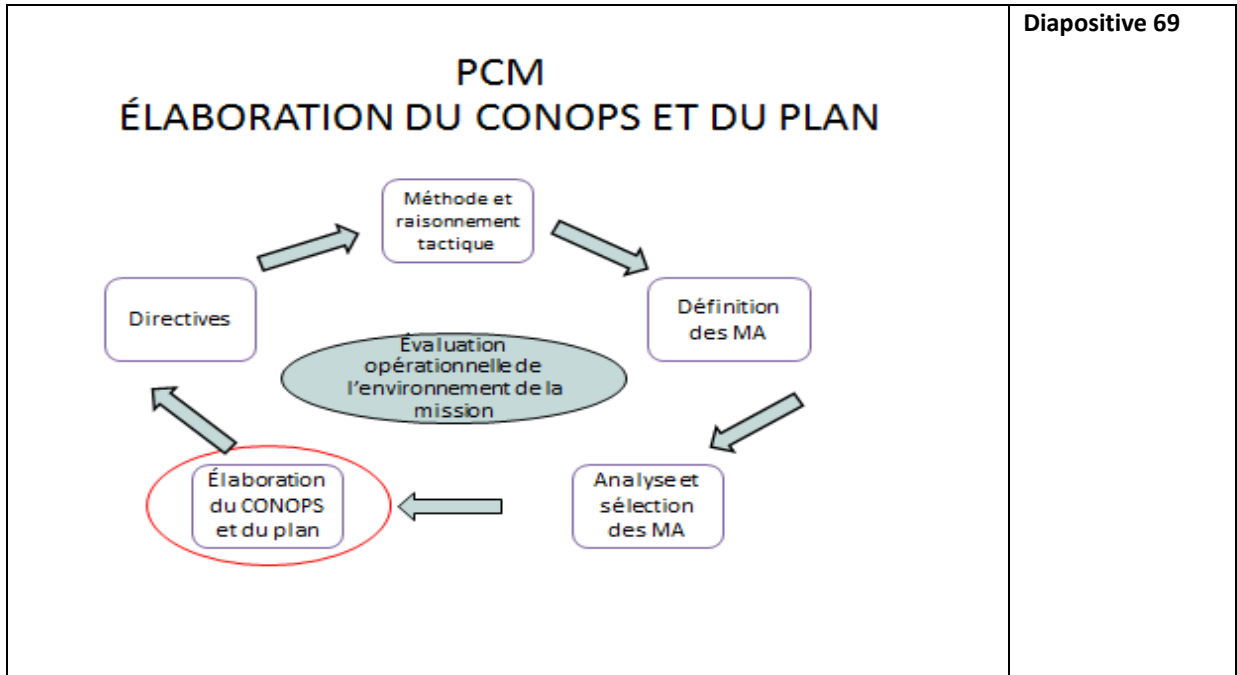 Diapositive 69
PCM
ÉLABORATION DU CONOPS ET DU PLAN
Méthode et
raisonnement
tactique
Définition
des MA
Analyse et
sélection
des MA
Élaboration
du CONOPS
et du plan
Directives
Évaluation
opérationnelle de
l'environnement de la
mission